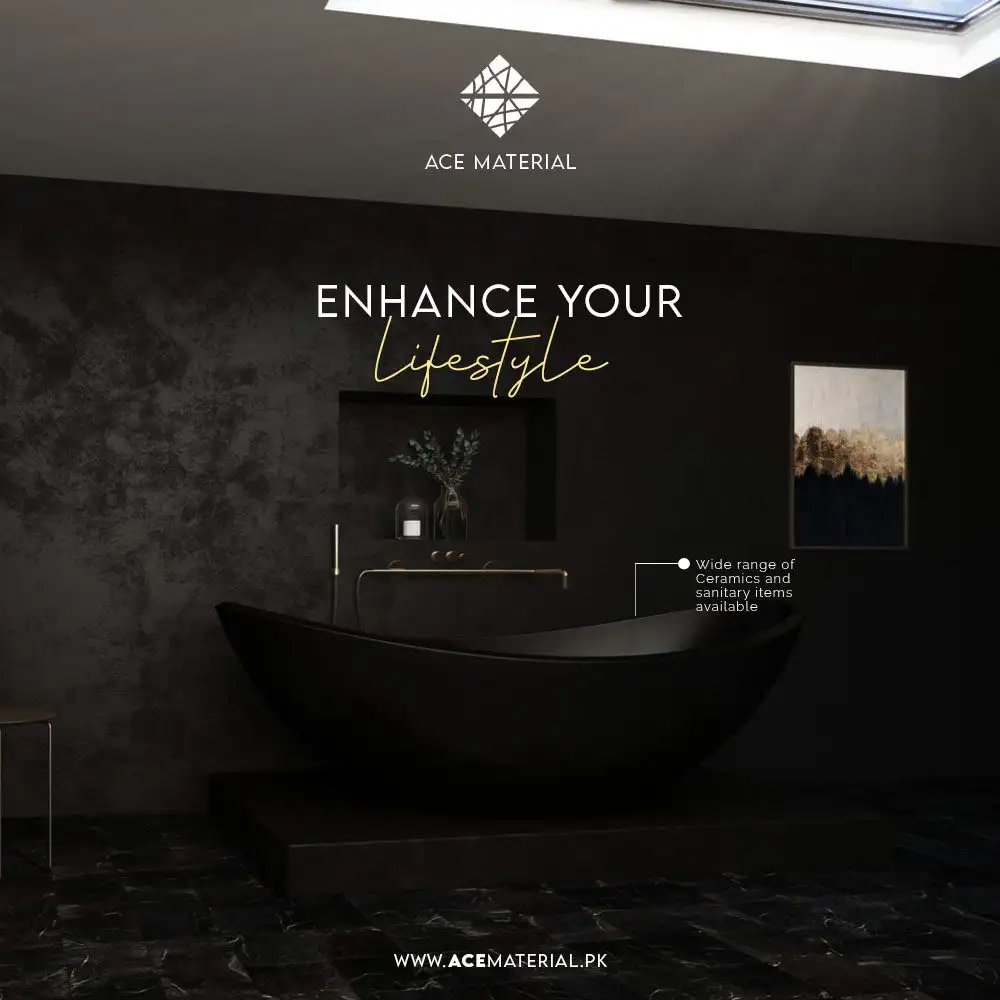 ACE MATERIAL
ENHANCE YOUR
Lifestyle
Wide range of
Ceramics and
sanitary items
available
WWW.ACEMATERIAL.PK